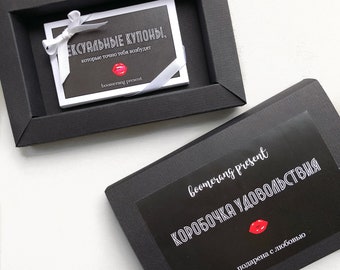 ЕКСУАЛЬНЫЕ КУПОНЫ,
которые точно тебя возбудят
boomerang present
boomerang present
КОРОБОЧКА УДОВОЛЬСТВИЯ
подарена с любовью